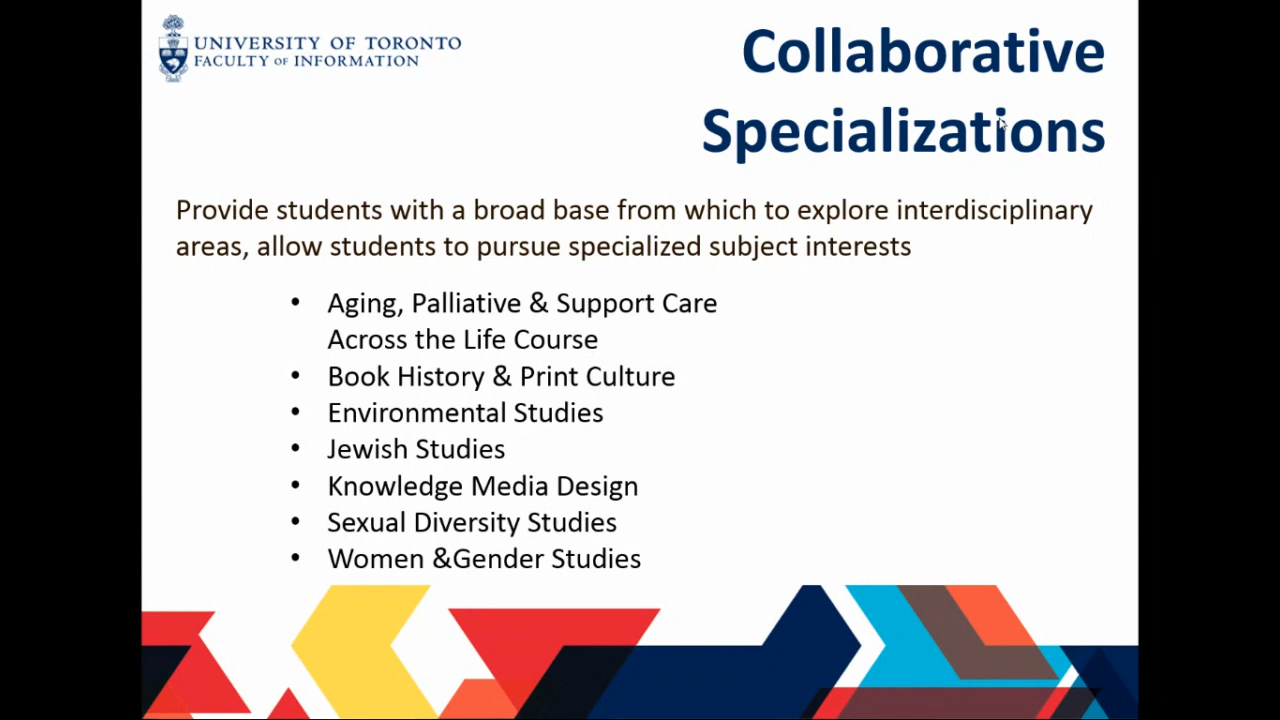 UNIVERSITY OF TORONTO
FACULTY OF INFORMATION
Collaborative
Specializations
Provide students with a broad base from which to explore interdisciplinary
areas, allow students to pursue specialized subject interests
• Aging, Palliative & Support Care
Across the Life Course
• Book History & Print Culture
• Environmental Studies
• Jewish Studies
• Knowledge Media Design
• Sexual Diversity Studies
• Women &Gender Studies